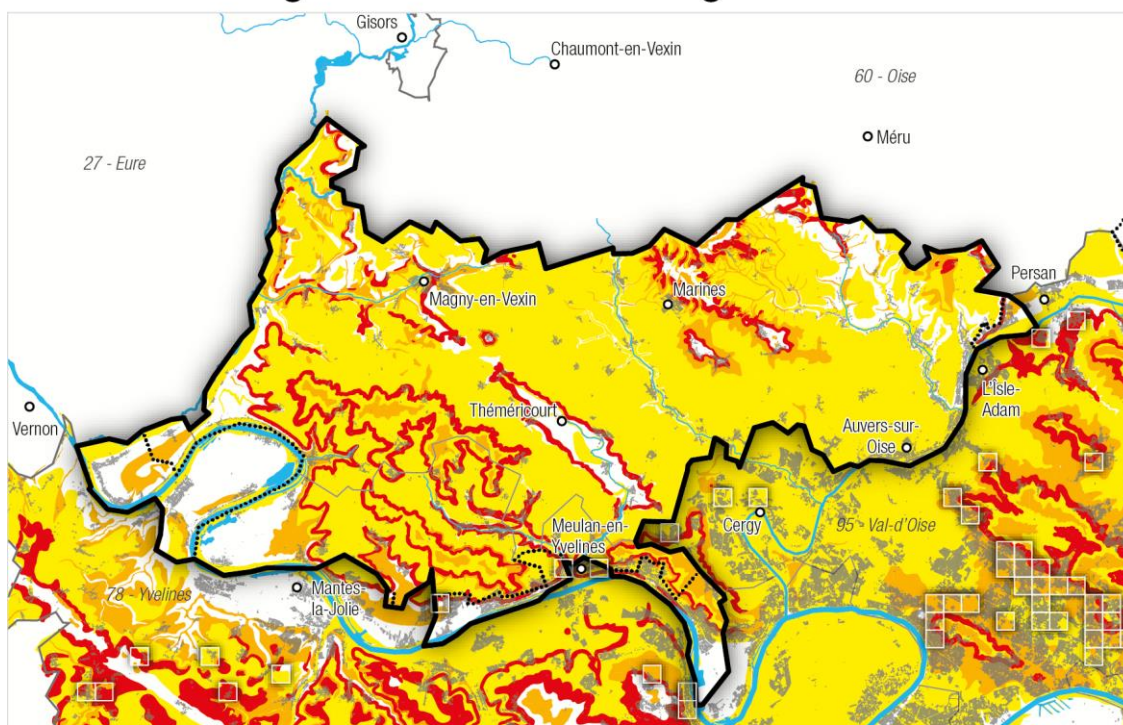 Gisors
Chaumont-en-Vexin
60 - Oise
Méru
27 - Eure
Persan
Magny-en-Vexin
Marines
L'Isle-
Adam
Vernon
Théméricourt
Auvers-sur-
Oise
Cergy
95 - Val-d'Oise
Meulan-en-
Yvelines
78 - Yvelines
Mantes-
la-Jolie